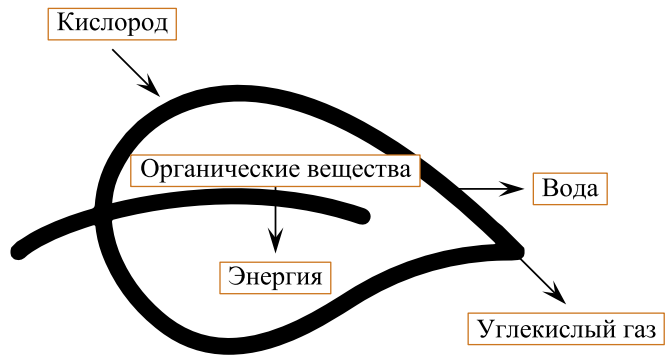 Кислород
Органические вещества
Вода
Энергия
Углекислый газ